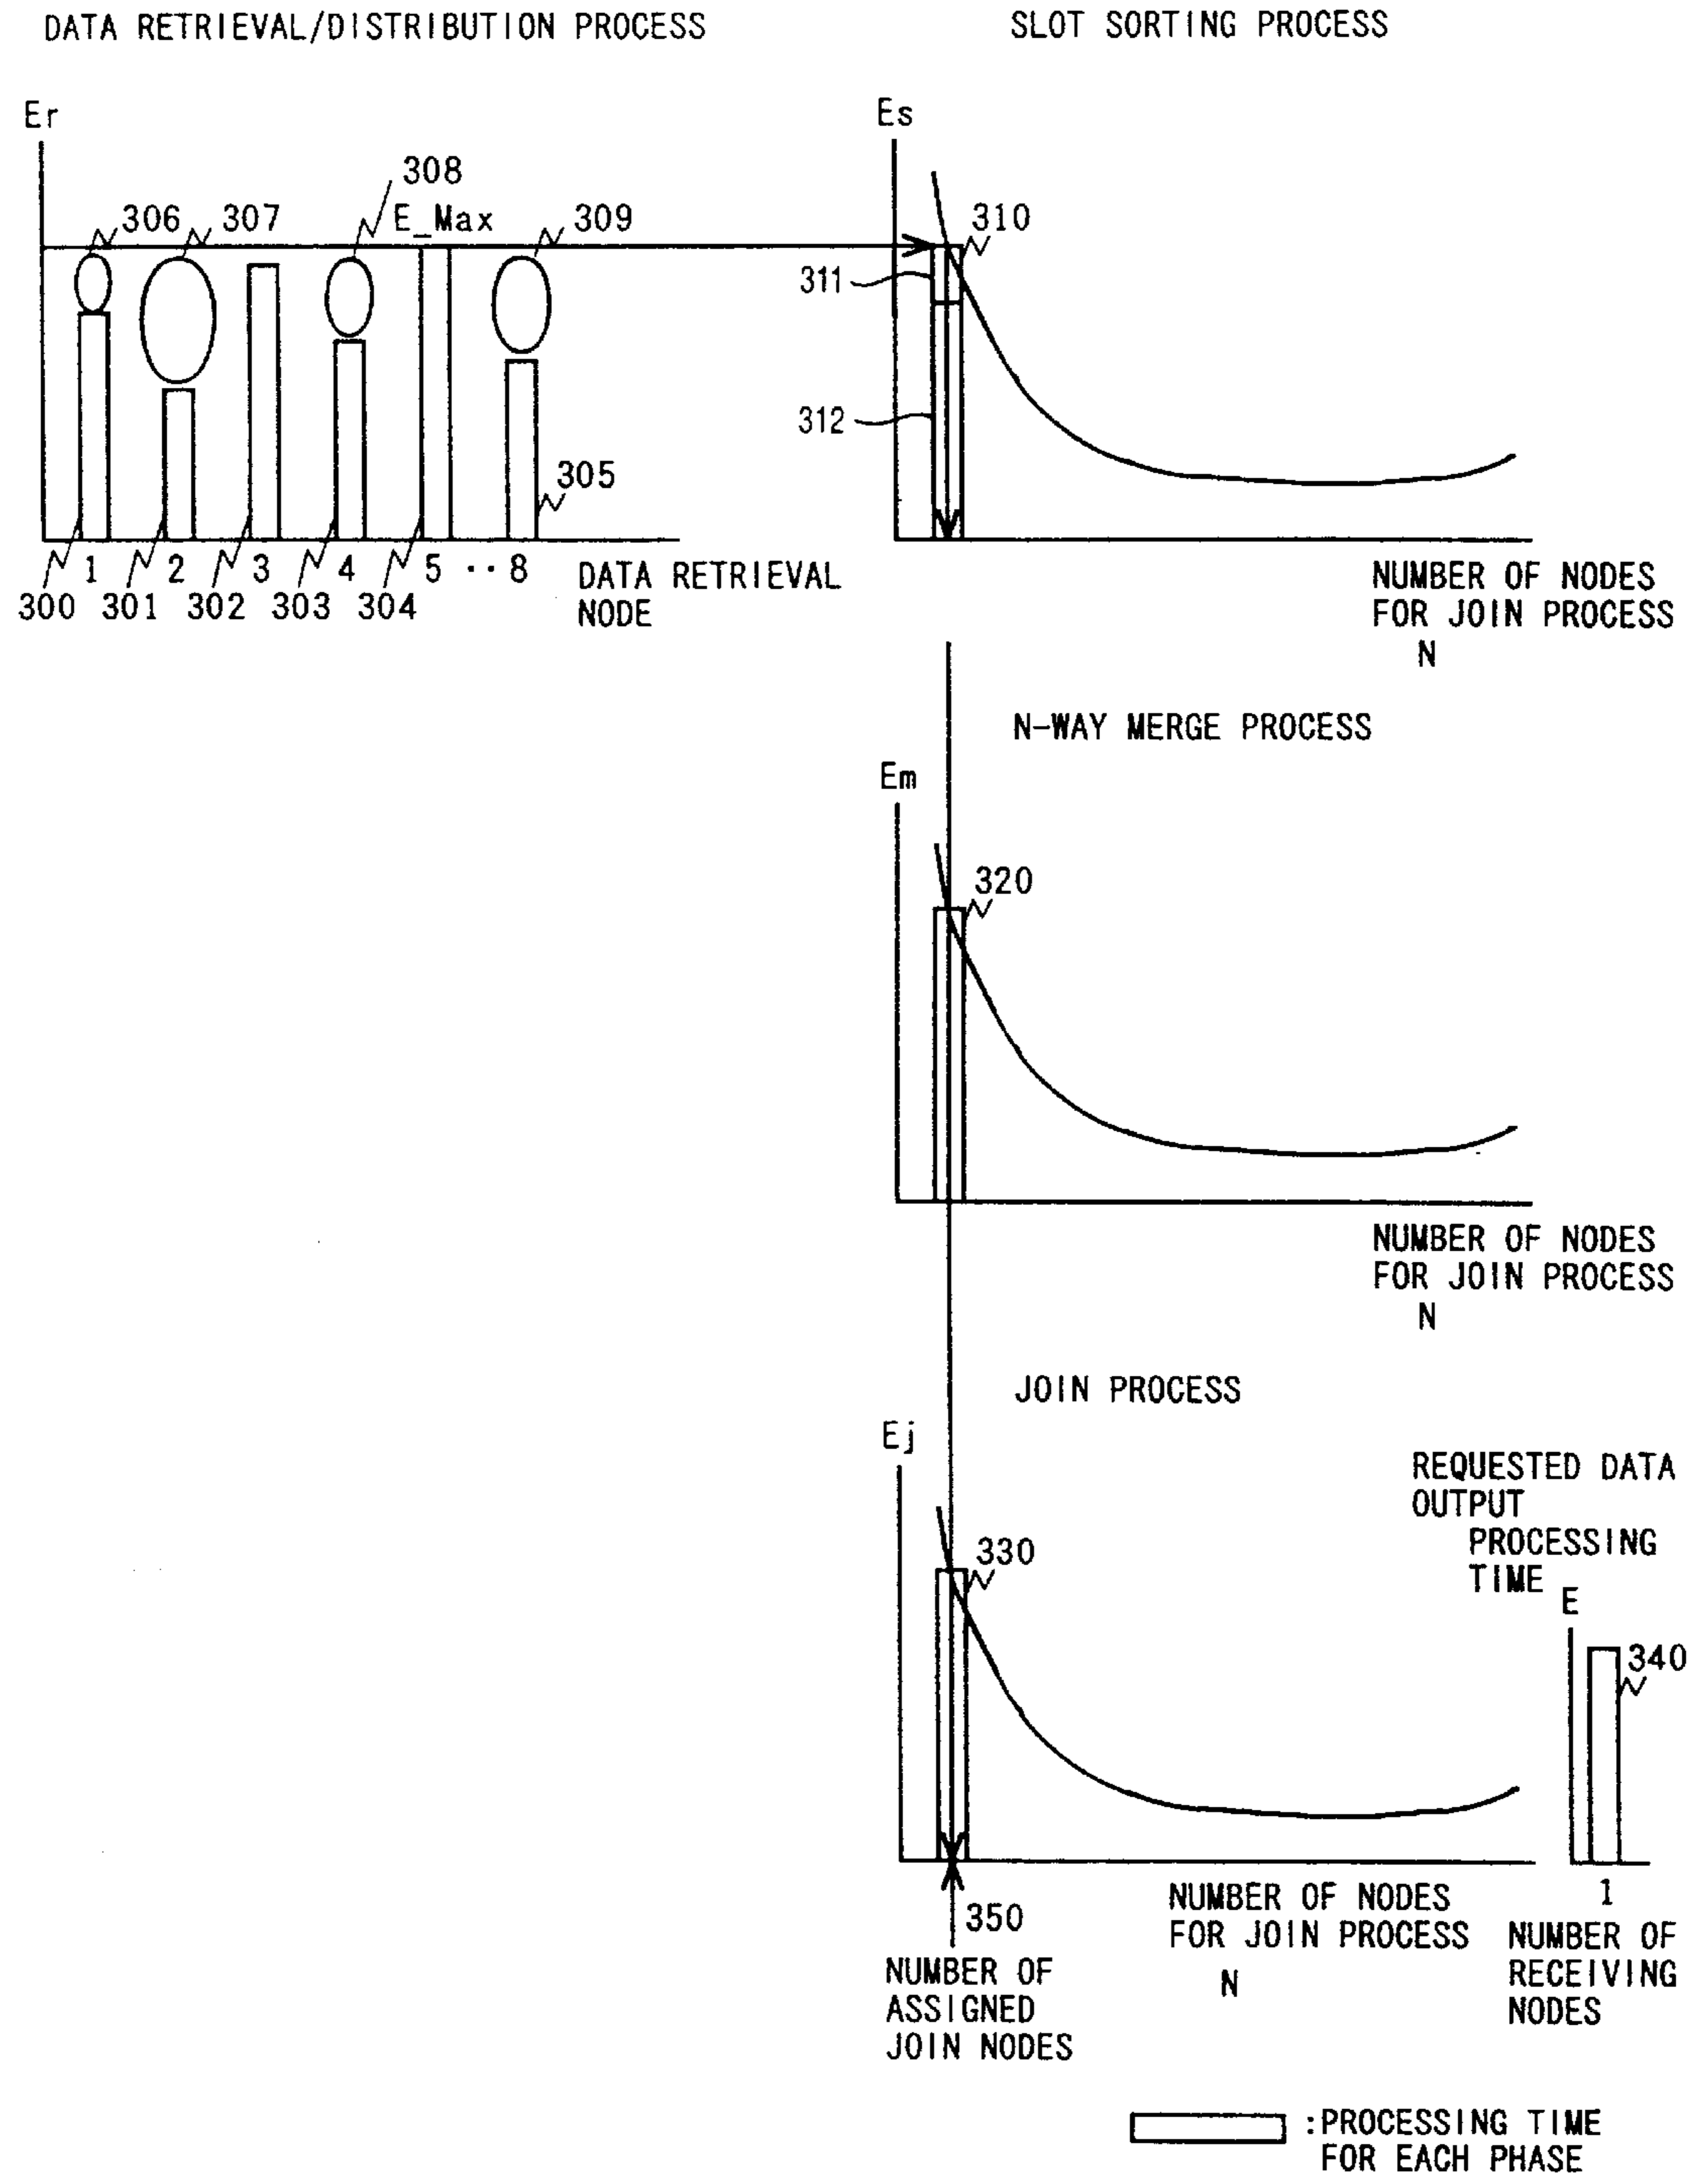 DATA RETRIEVAL/DISTRIBUTION PROCESS
Er
306
307
308
E_Max
309
305
1
2
3
4
5
··
8
300
301
302
303
304
DATA RETRIEVAL
NODE
SLOT SORTING PROCESS
Es
310
311
312
NUMBER OF NODES
FOR JOIN PROCESS
N
N-WAY MERGE PROCESS
Em
320
NUMBER OF NODES
FOR JOIN PROCESS
N
JOIN PROCESS
Ej
330
350
NUMBER OF
ASSIGNED
JOIN NODES
NUMBER OF NODES
FOR JOIN PROCESS
N
REQUESTED DATA
OUTPUT
PROCESSING
TIME
E
340
1
NUMBER OF
RECEIVING
NODES
:PROCESSING TIME
FOR EACH PHASE